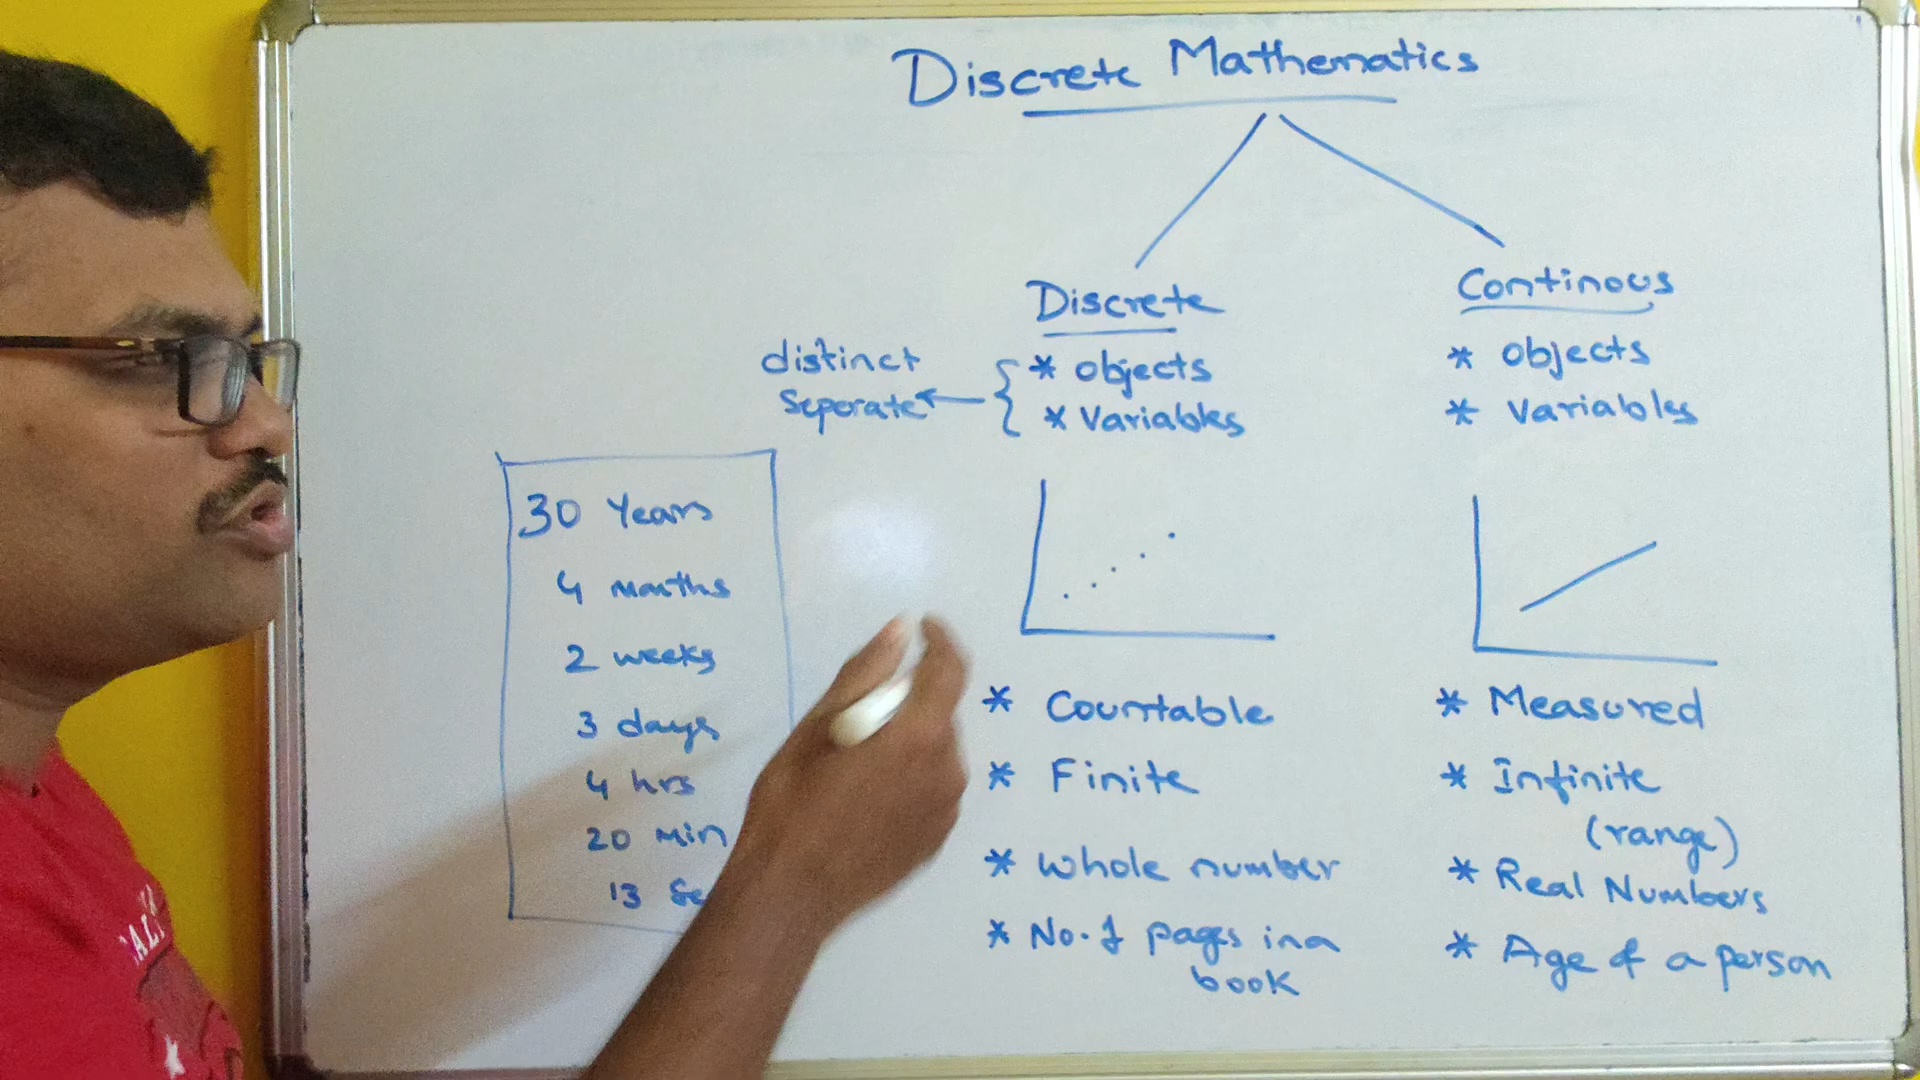 Discrete Mathematics
Discrete
* objects
* Variables
distinct
Seperate
* Countable
* Finite
* Whole number
* No. of pages in a
book
Continous
* objects
* Variables
* Measured
* Infinite
(range)
* Real Numbers
* Age of a person
30 Years
4 months
2 weeks
3 days
4 hrs
20 Min
13 Se